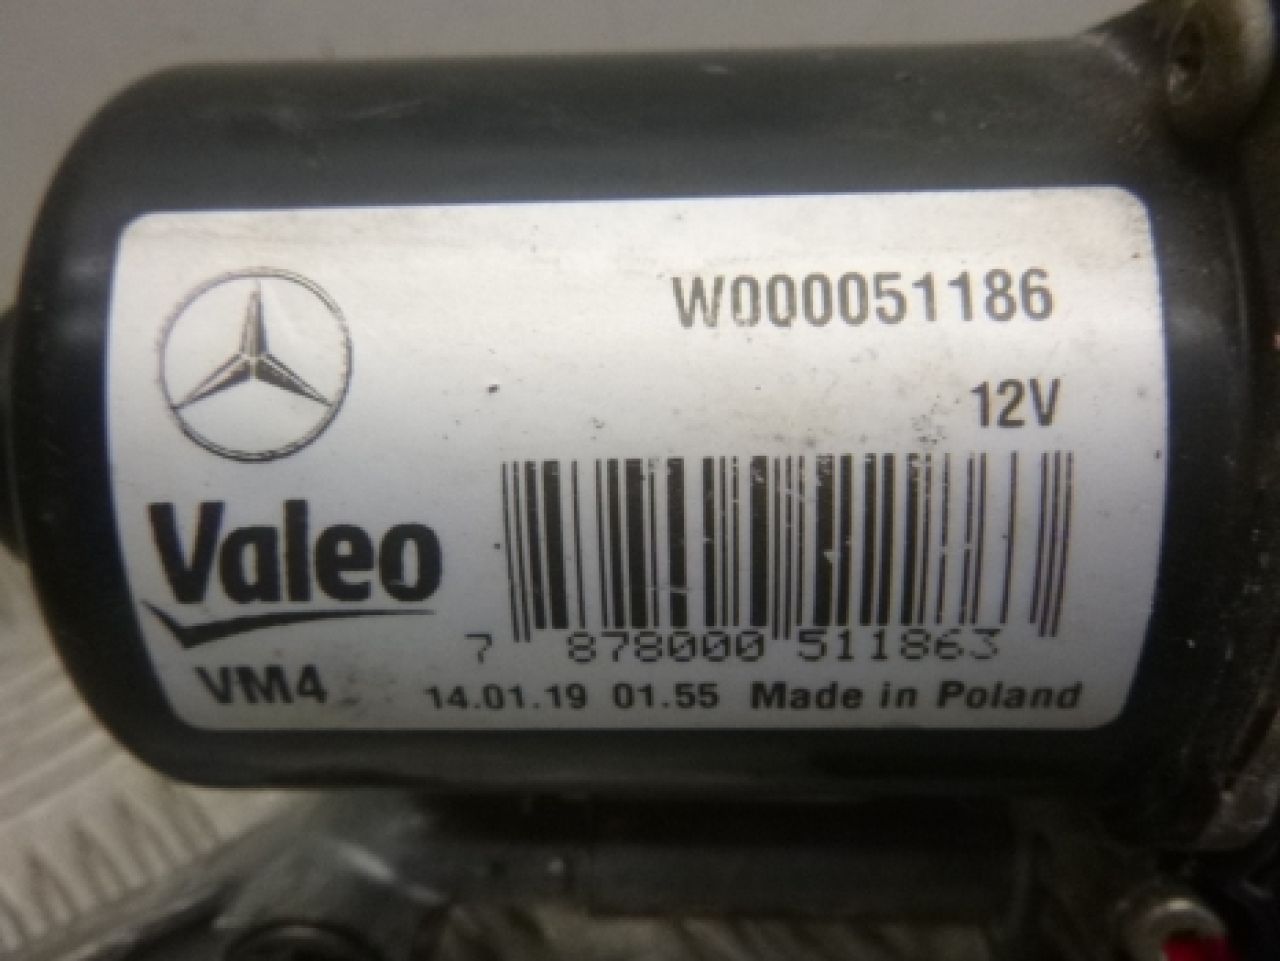 W000051186
12V
Valeo
7 878000 511863
VM4
14.01.19 01.55 Made in Poland